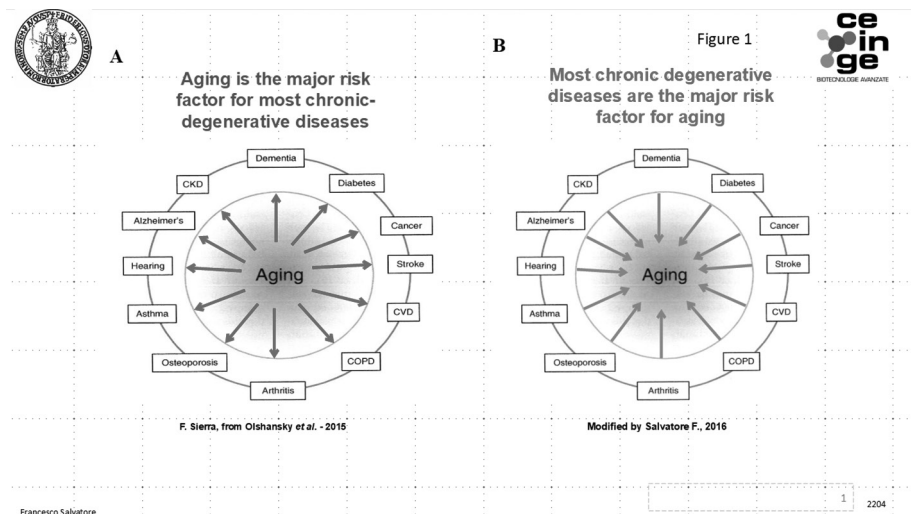 A
Aging is the major risk
factor for most chronic-
degenerative diseases
Dementia
CKD
Diabetes
Alzheimer's
Cancer
Hearing
Aging
Stroke
Asthma
CVD
Osteoporosis
COPD
Arthritis
F. Sierra, from Olshansky et al. - 2015
B
Figure 1
Most chronic degenerative
diseases are the major risk
factor for aging
Dementia
CKD
Diabetes
Alzheimer's
Cancer
Hearing
Aging
Stroke
Asthma
CVD
Osteoporosis
COPD
Arthritis
Modified by Salvatore F., 2016
ce
in
ge
BIOTECNOLOGIE AVANZATE
Francesco Salvatore
1
2204